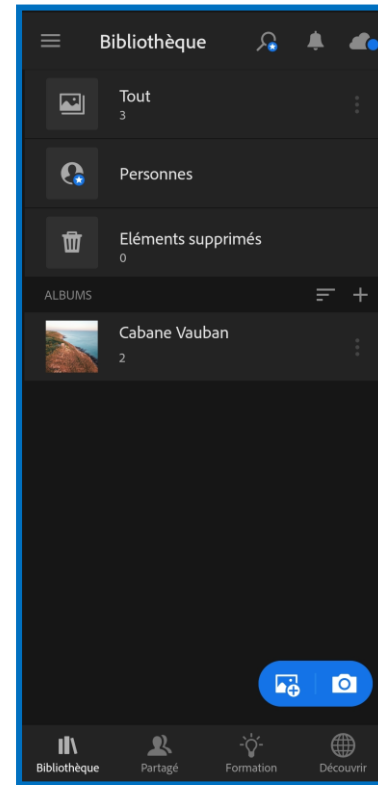 Bibliothèque
Tout
3
Personnes
Eléments supprimés
0
ALBUMS
Cabane Vauban
2
Bibliothèque Partagé Formation Découvrir